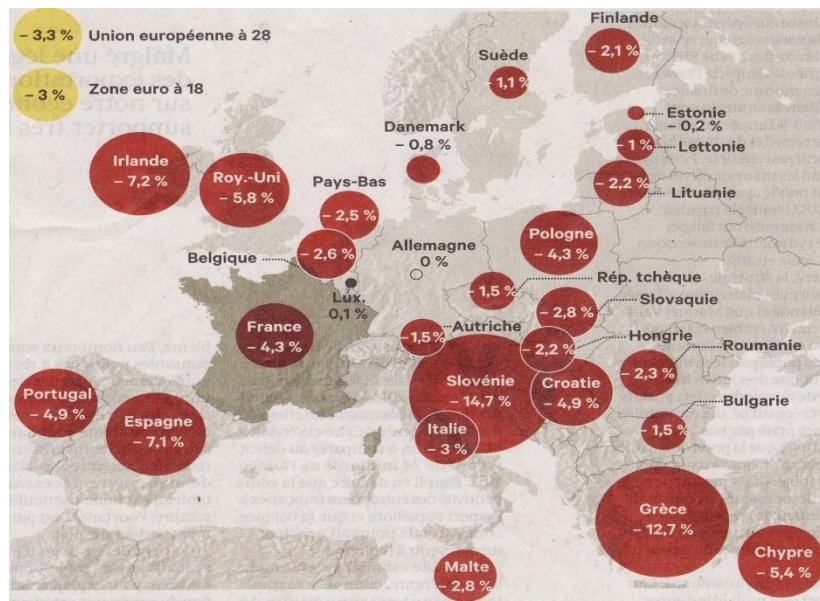 – 3,3 % Union européenne à 28
– 3 % Zone euro à 18
Finlande
– 2,1 %
Suède
– 1,1 %
Estonie
– 0,2 %
Danemark
– 0,8 %
– 1 %
Lettonie
Irlande
– 7,2 %
Roy.-Uni
– 5,8 %
Pays-Bas
– 2,5 %
– 2,2 %
Lituanie
Belgique
– 2,6 %
Allemagne
0 %
Pologne
– 4,3 %
Lux.
0,1 %
– 1,5 %
Rép. tchèque
– 2,8 %
Slovaquie
France
– 4,3 %
– 1,5 %
Autriche
– 2,2 %
Hongrie
– 2,3 %
Roumanie
Portugal
– 4,9 %
Espagne
– 7,1 %
Slovénie
– 14,7 %
Croatie
– 4,9 %
Italie
– 3 %
– 1,5 %
Bulgarie
Grèce
– 12,7 %
Malte
– 2,8 %
Chypre
– 5,4 %